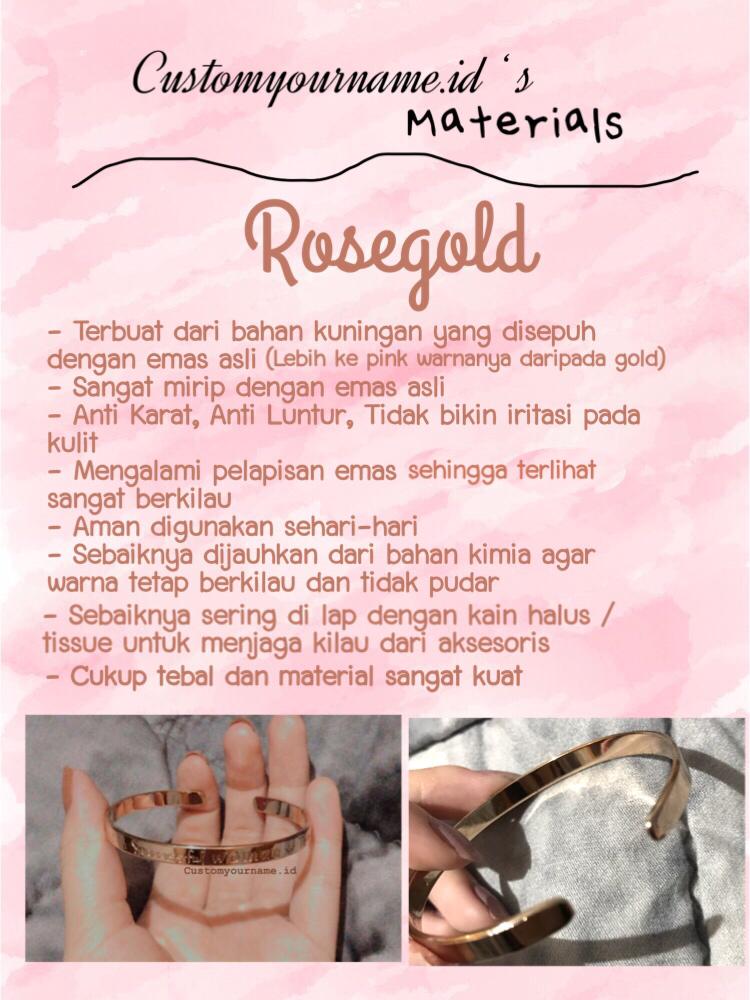 Customyourname.id 's
Materials
Rosegold
- Terbuat dari bahan kuningan yang disepuh
dengan emas asli (Lebih ke pink warnanya daripada gold)
- Sangat mirip dengan emas asli
- Anti Karat, Anti Luntur, Tidak bikin iritasi pada
kulit
- Mengalami pelapisan emas sehingga terlihat
sangat berkilau
- Aman digunakan sehari-hari
- Sebaiknya dijauhkan dari bahan kimia agar
warna tetap berkilau dan tidak pudar
- Sebaiknya sering di lap dengan kain halus /
tissue untuk menjaga kilau dari aksesoris
- Cukup tebal dan material sangat kuat
Customyourname.id